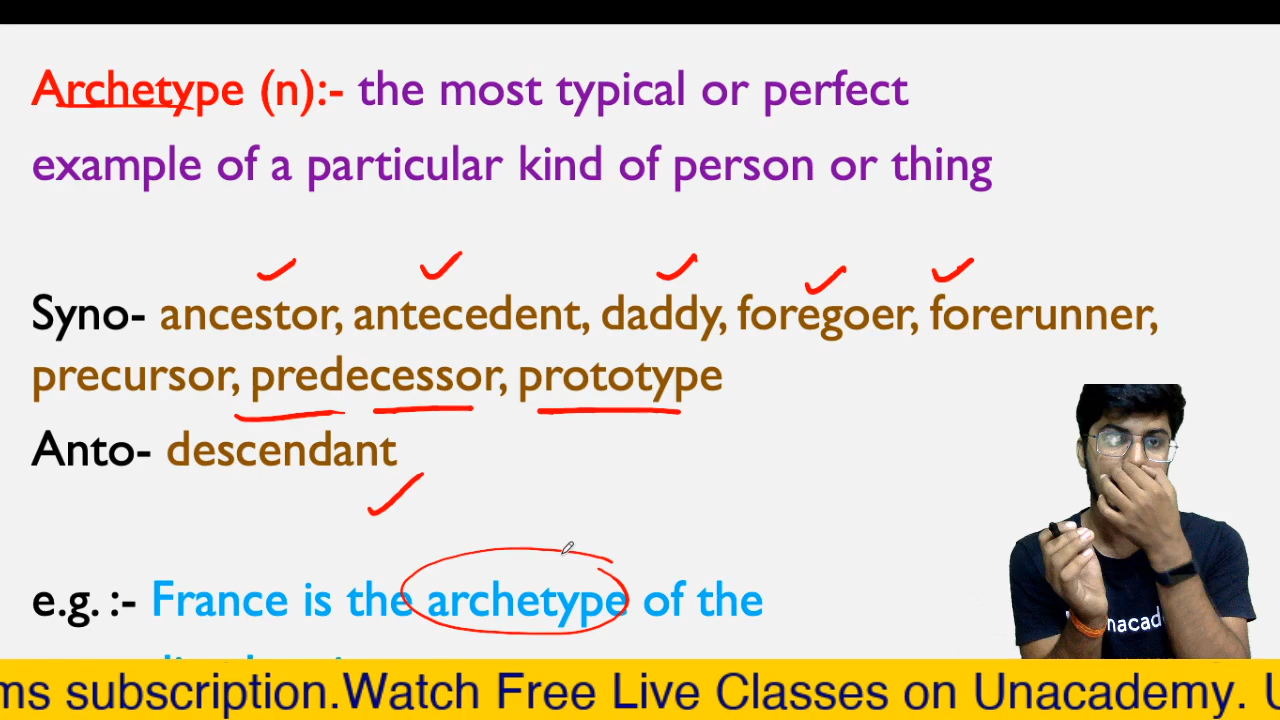 Archetype (n):- the most typical or perfect
example of a particular kind of person or thing
Syno- ancestor, antecedent, daddy, foregoer, forerunner,
precursor, predecessor, prototype
Anto- descendant
e.g. :- France is the archetype of the
nacade
ms subscription.Watch Free Live Classes on Unacademy. U